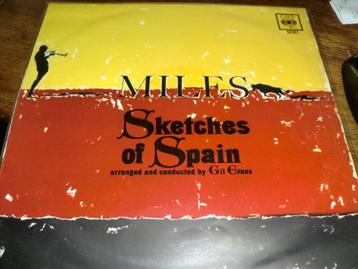 MILES
Sketches
of Spain
arranged and conducted by Gil Evans